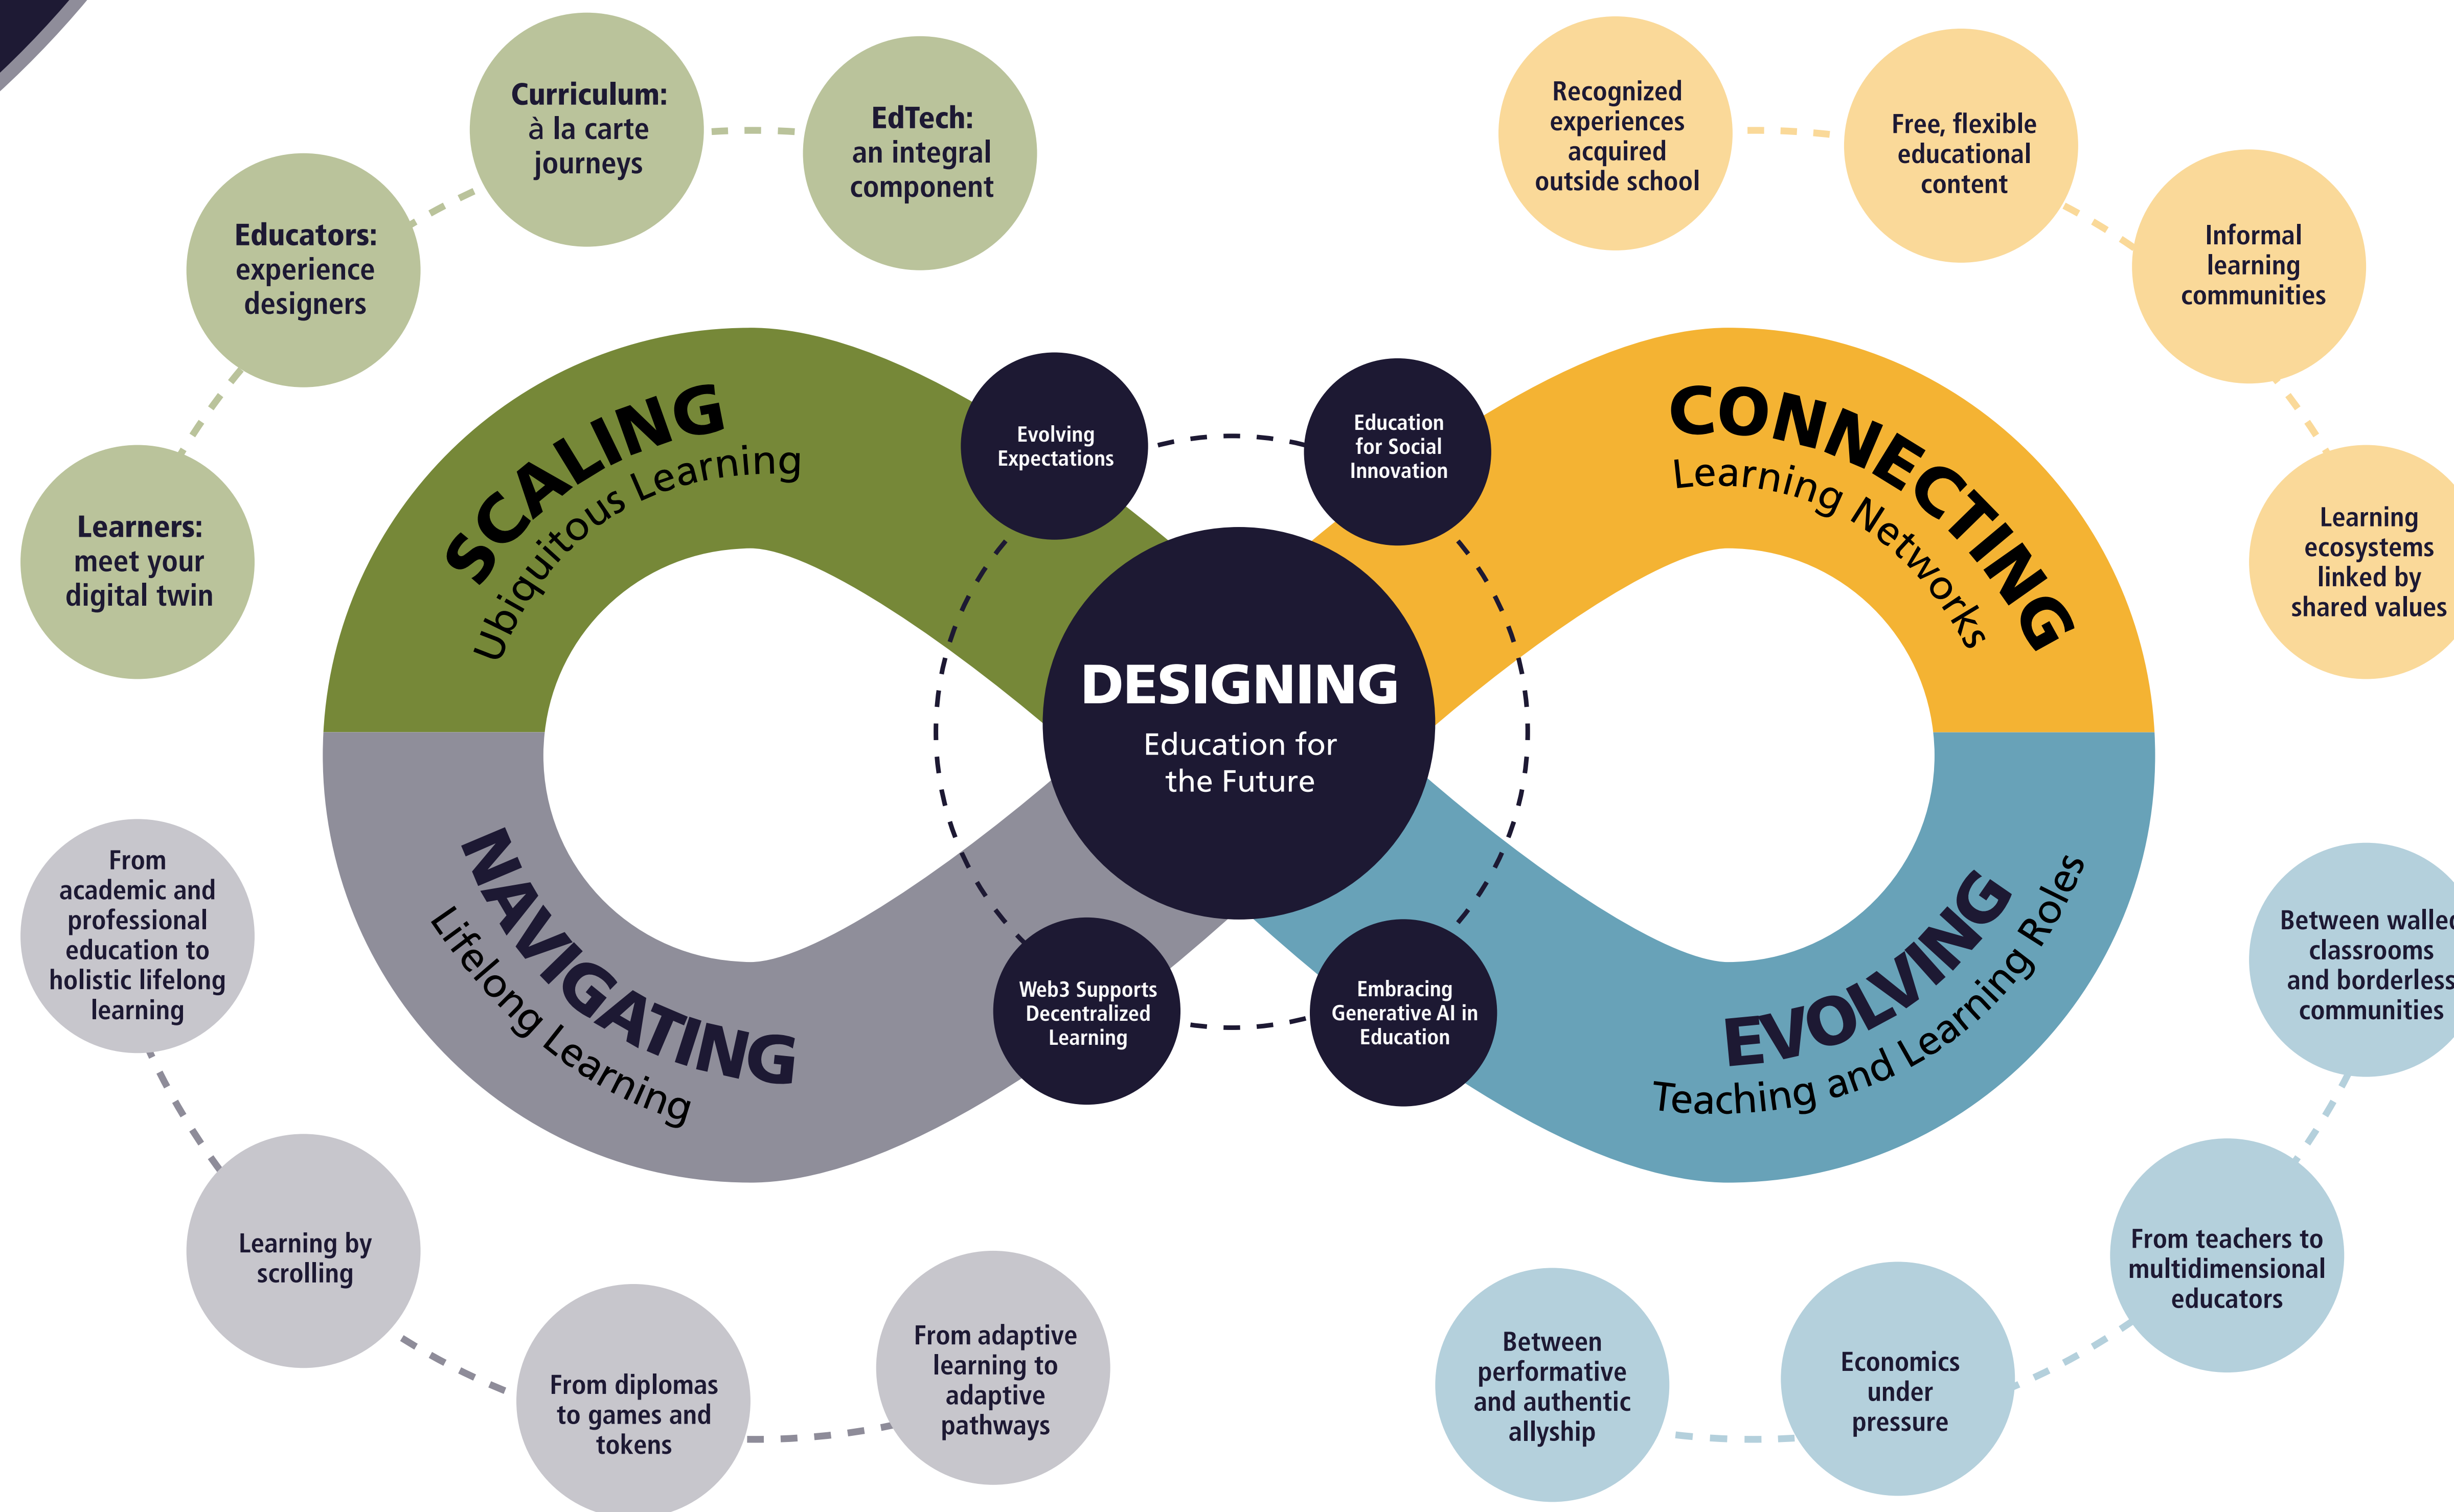 Curriculum:
à la carte
journeys
EdTech:
an integral
component
Educators:
experience
designers
Learners:
meet your
digital twin
SCALING
Ubiquitous Learning
Recognized
experiences
acquired
outside school
Free, flexible
educational
content
Informal
learning
communities
Learning
ecosystems
linked by
shared values
CONNECTING
Learning Networks
Evolving
Expectations
Education
for Social
Innovation
DESIGNING
Education for
the Future
Web3 Supports
Decentralized
Learning
Embracing
Generative AI in
Education
NAVIGATING
Lifelong Learning
From
academic and
professional
education to
holistic lifelong
learning
Learning by
scrolling
From diplomas
to games and
tokens
From adaptive
learning to
adaptive
pathways
EVOLVING
Teaching and Learning Roles
Between walled
classrooms
and borderless
communities
From teachers to
multidimensional
educators
Economics
under
pressure
Between
performative
and authentic
allyship